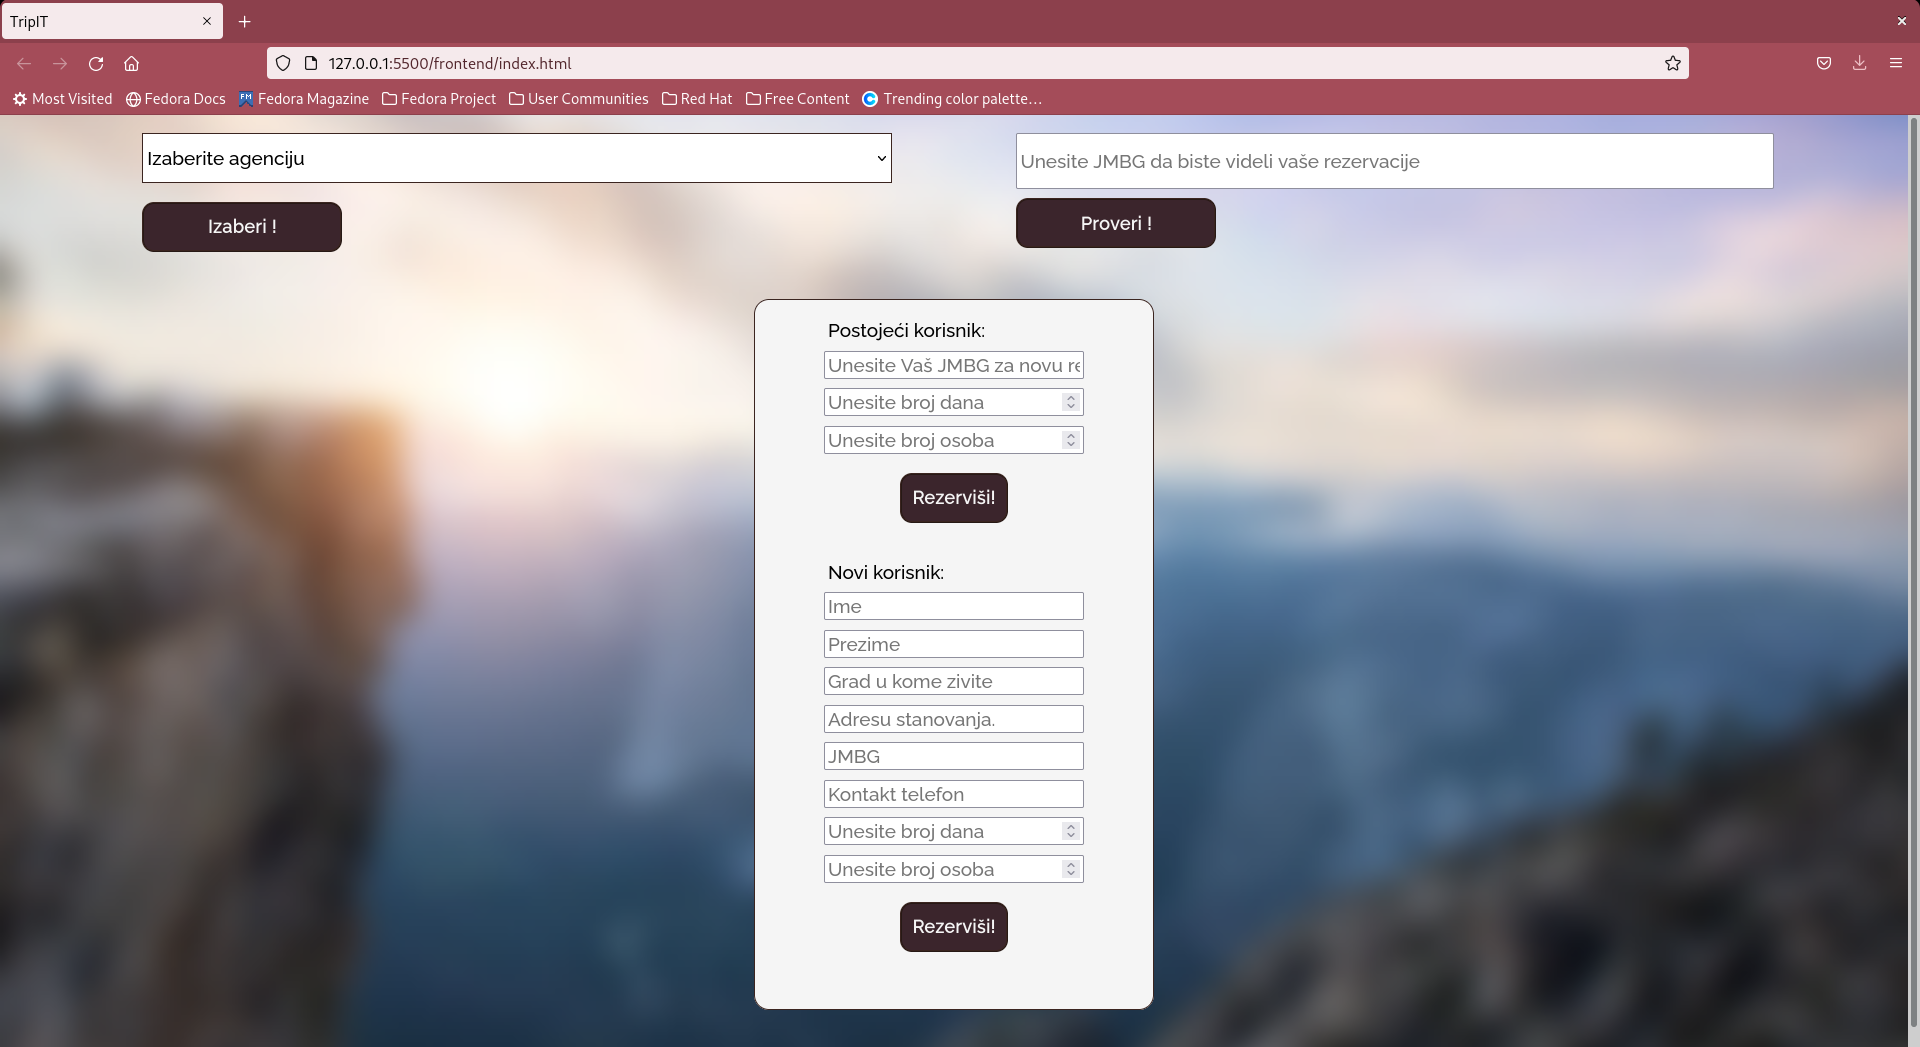 TripIT
127.0.0.1:5500/frontend/index.html
Most Visited Fedora Docs FM Fedora Magazine Fedora Project User Communities Red Hat Free Content Trending color palette…
Izaberite agenciju
Izaberi !
Unesite JMBG da biste videli vaše rezervacije
Proveri !
Postojeći korisnik:
Unesite Vaš JMBG za novu re
Unesite broj dana
Unesite broj osoba
Rezerviši!
Novi korisnik:
Ime
Prezime
Grad u kome zivite
Adresu stanovanja.
JMBG
Kontakt telefon
Unesite broj dana
Unesite broj osoba
Rezerviši!